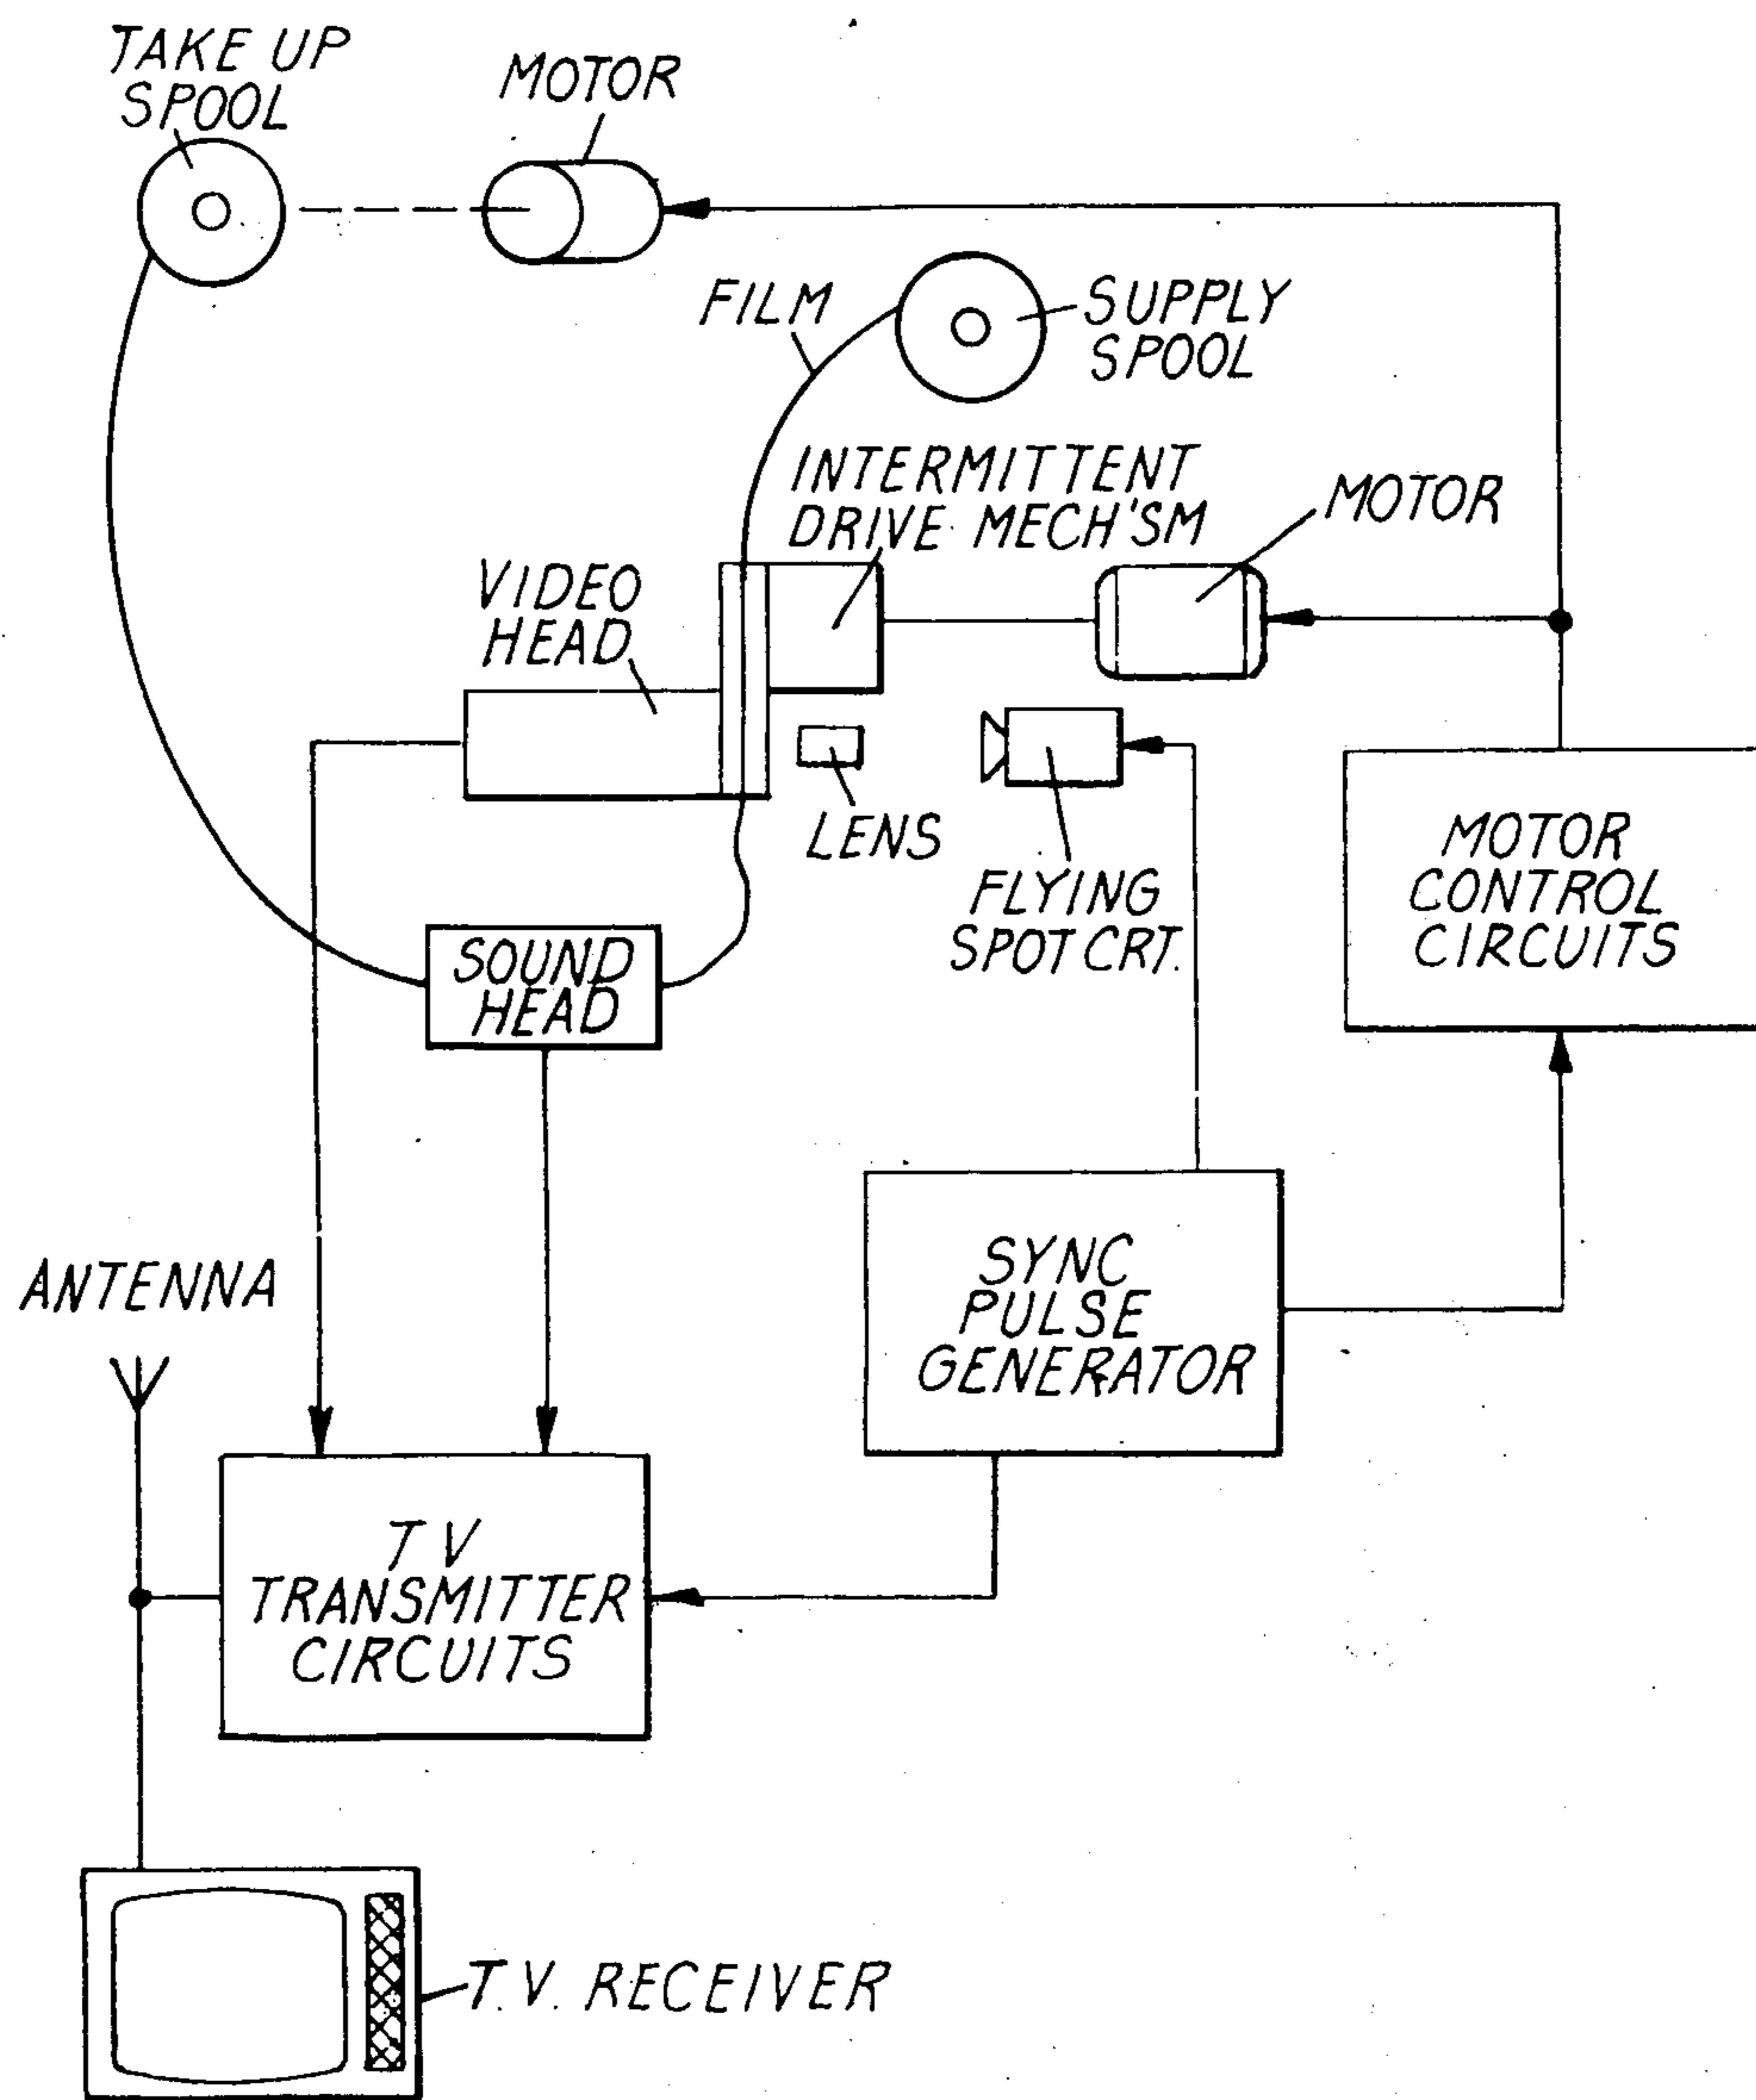 TAKE UP
SPOOL
MOTOR
FILM
SUPPLY
SPOOL
INTERMITTENT
DRIVE MECH'SM
MOTOR
VIDEO
HEAD
LENS
FLYING
SPOT CRT.
MOTOR
CONTROL
CIRCUITS
SOUND
HEAD
SYNC
PULSE
GENERATOR
ANTENNA
T V
TRANSMITTER
CIRCUITS
T.V. RECEIVER